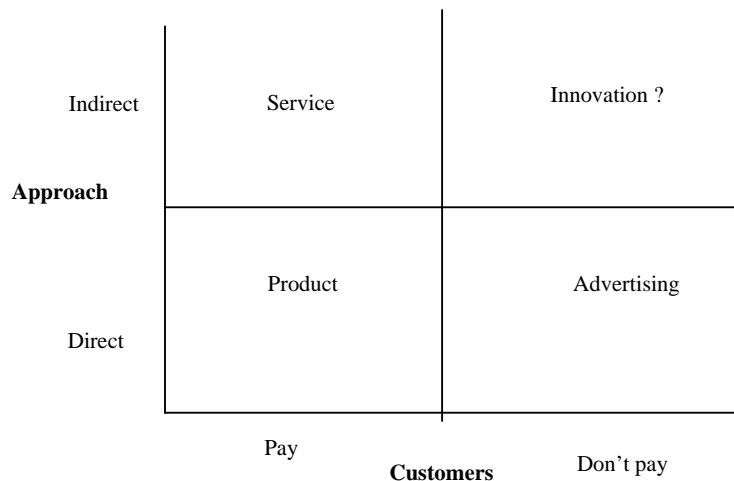 Indirect
Service
Innovation ?
Approach
Product
Advertising
Direct
Pay
Customers
Don't pay